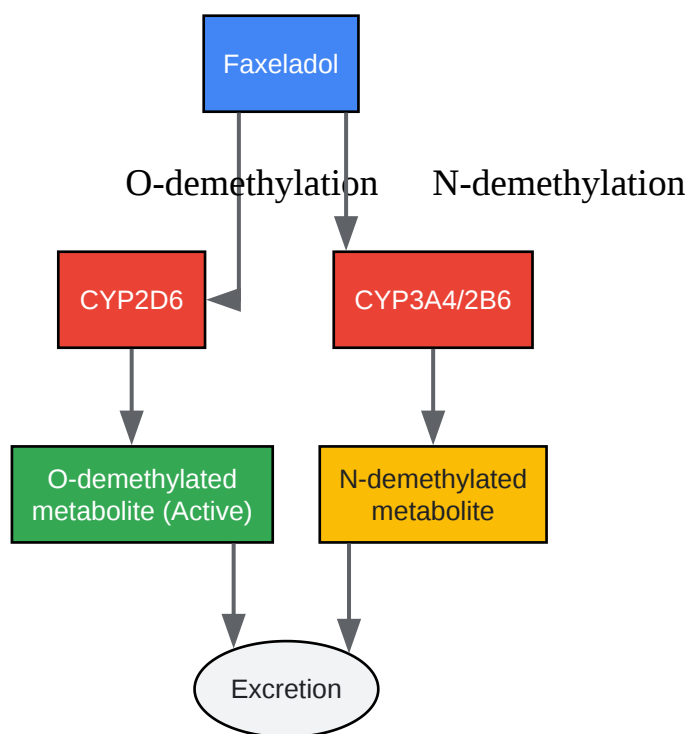 Faxeladol
O-demethylation
N-demethylation
CYP2D6
CYP3A4/2B6
O-demethylated
metabolite (Active)
N-demethylated
metabolite
Excretion